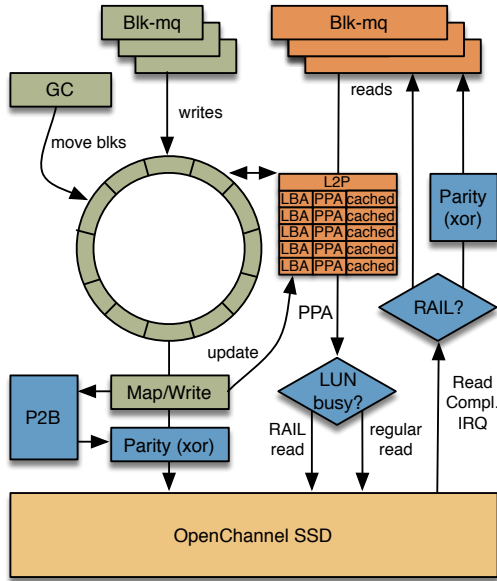 Blk-mq
Blk-mq
GC
writes
reads
move blks
L2P
LBA PPA cached
LBA PPA cached
LBA PPA cached
LBA PPA cached
LBA PPA cached
Parity
(xor)
PPA
RAIL?
update
Map/Write
LUN
busy?
P2B
Parity (xor)
RAIL
read
regular
read
Read
Compl.
IRQ
OpenChannel SSD